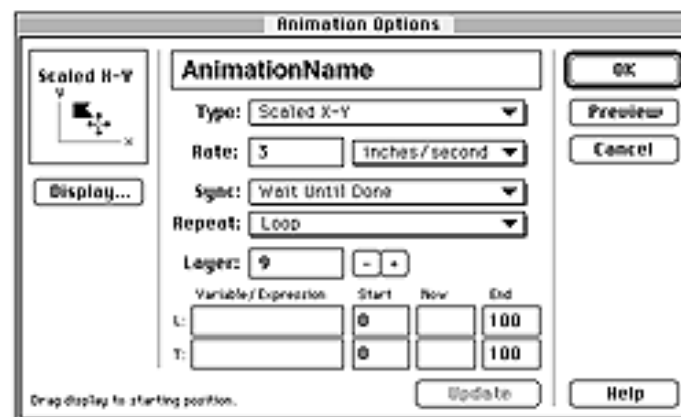 Animation Options
Scaled X-Y
Y
X
Display...
AnimationName
Type: Scaled X-Y
Rate: 3 inches/second
Sync: Wait Until Done
Repeat: Loop
Layer: 9 - +
Variable/Expression Start Now End
L: 0 100
T: 0 100
Drag display to starting position.
Update
OK
Preview
Cancel
Help